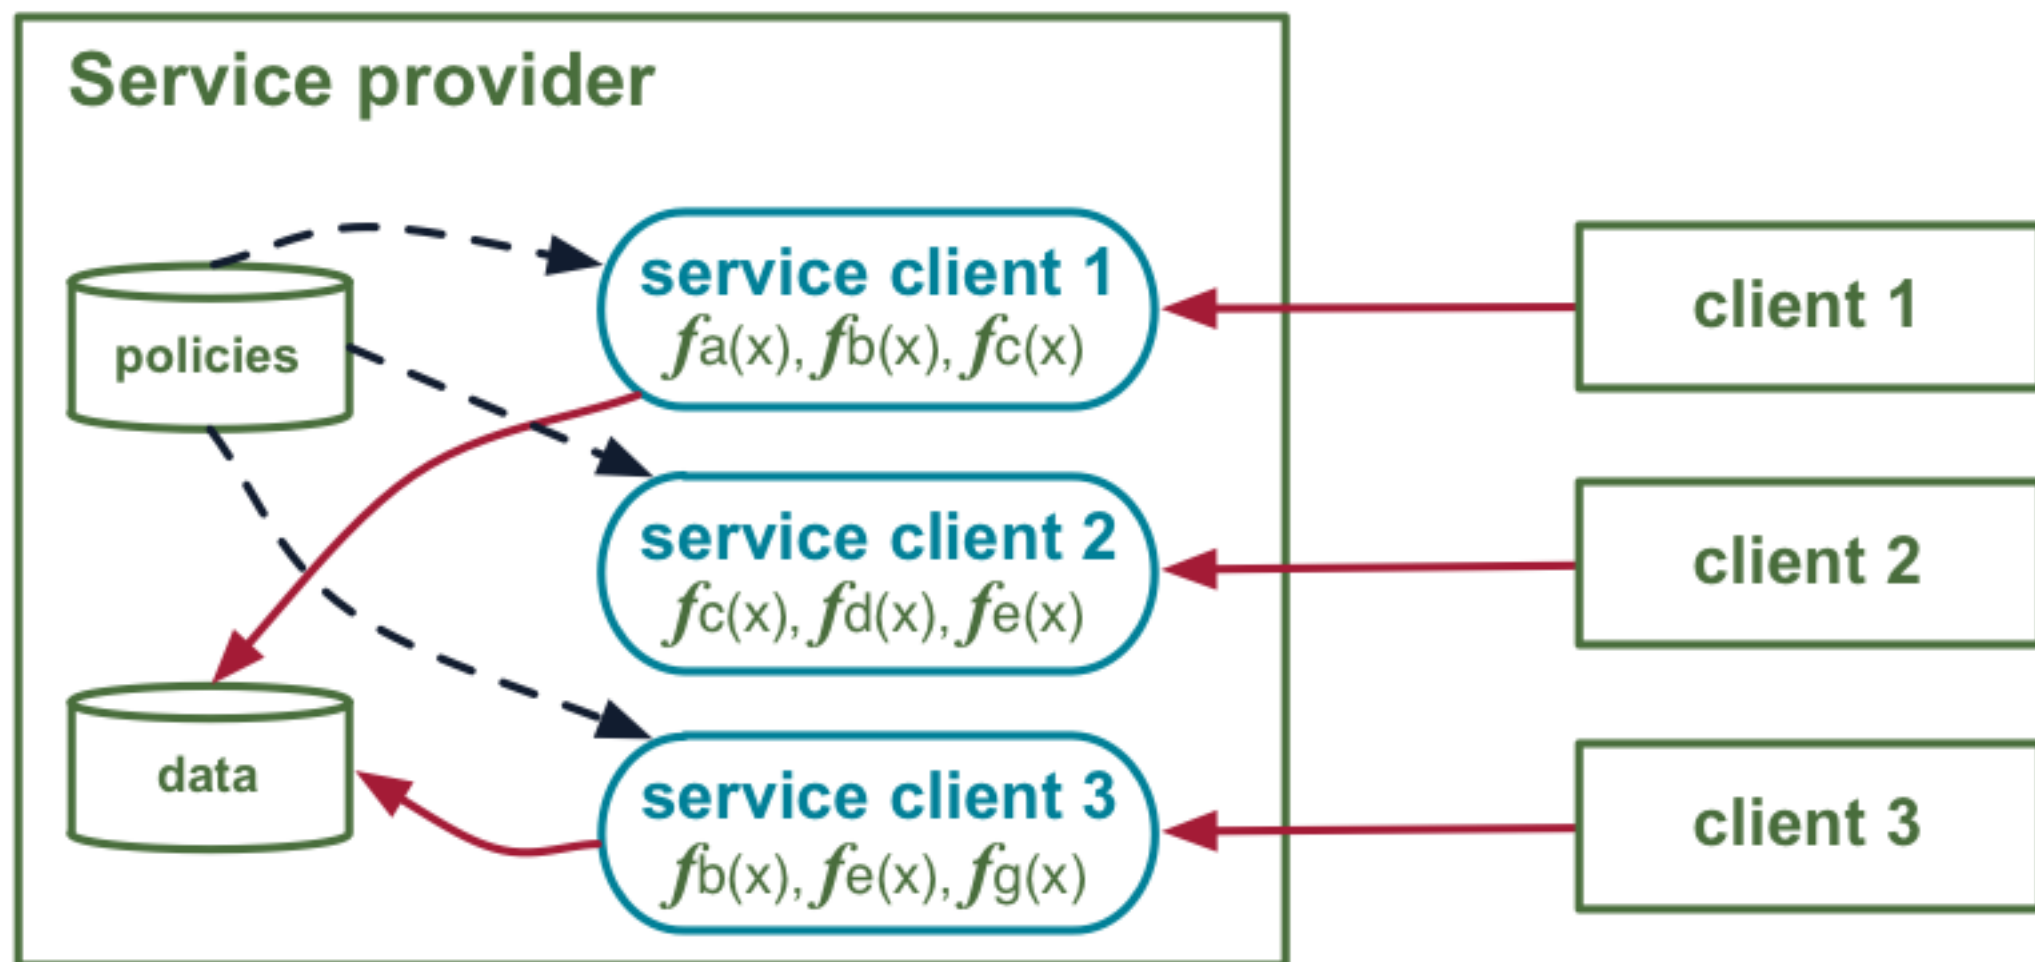 Service provider
policies
data
service client 1
fa(x), fb(x), fc(x)
service client 2
fc(x), fd(x), fe(x)
service client 3
fb(x), fe(x), fg(x)
client 1
client 2
client 3